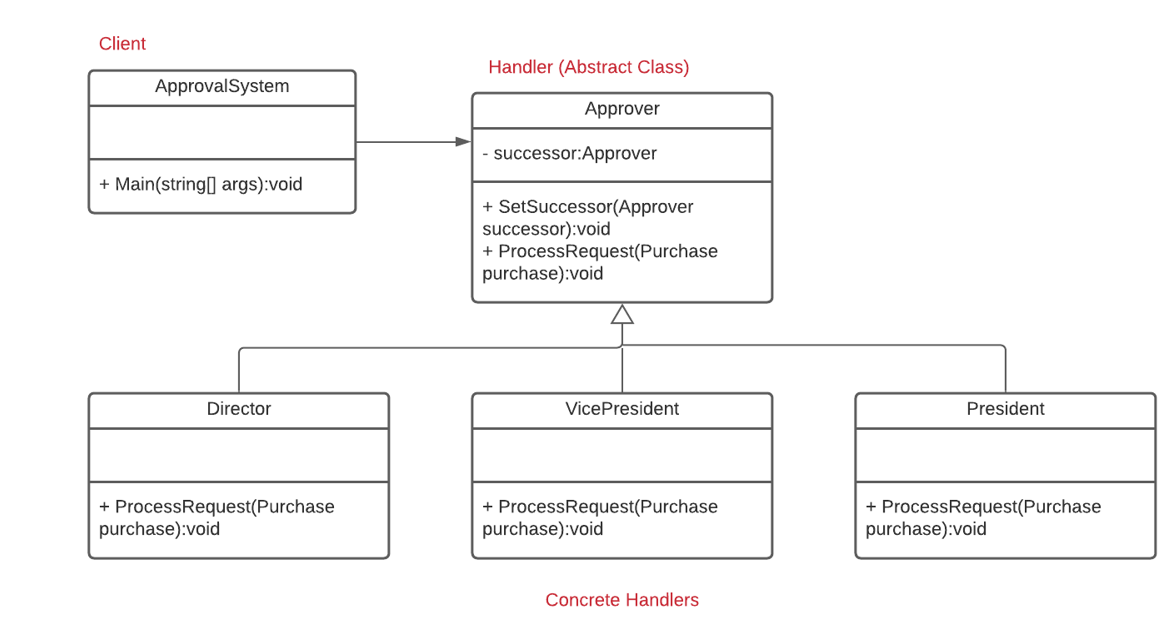 Client
ApprovalSystem
+ Main(string[] args):void
Handler (Abstract Class)
Approver
- successor:Approver
+ SetSuccessor(Approver
successor):void
+ ProcessRequest(Purchase
purchase):void
Director
+ ProcessRequest(Purchase
purchase):void
VicePresident
+ ProcessRequest(Purchase
purchase):void
President
+ ProcessRequest(Purchase
purchase):void
Concrete Handlers